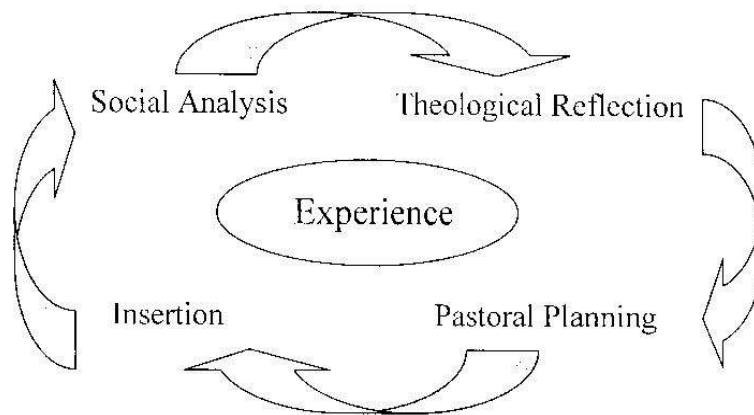 Social Analysis
Theological Reflection
Experience
Insertion
Pastoral Planning